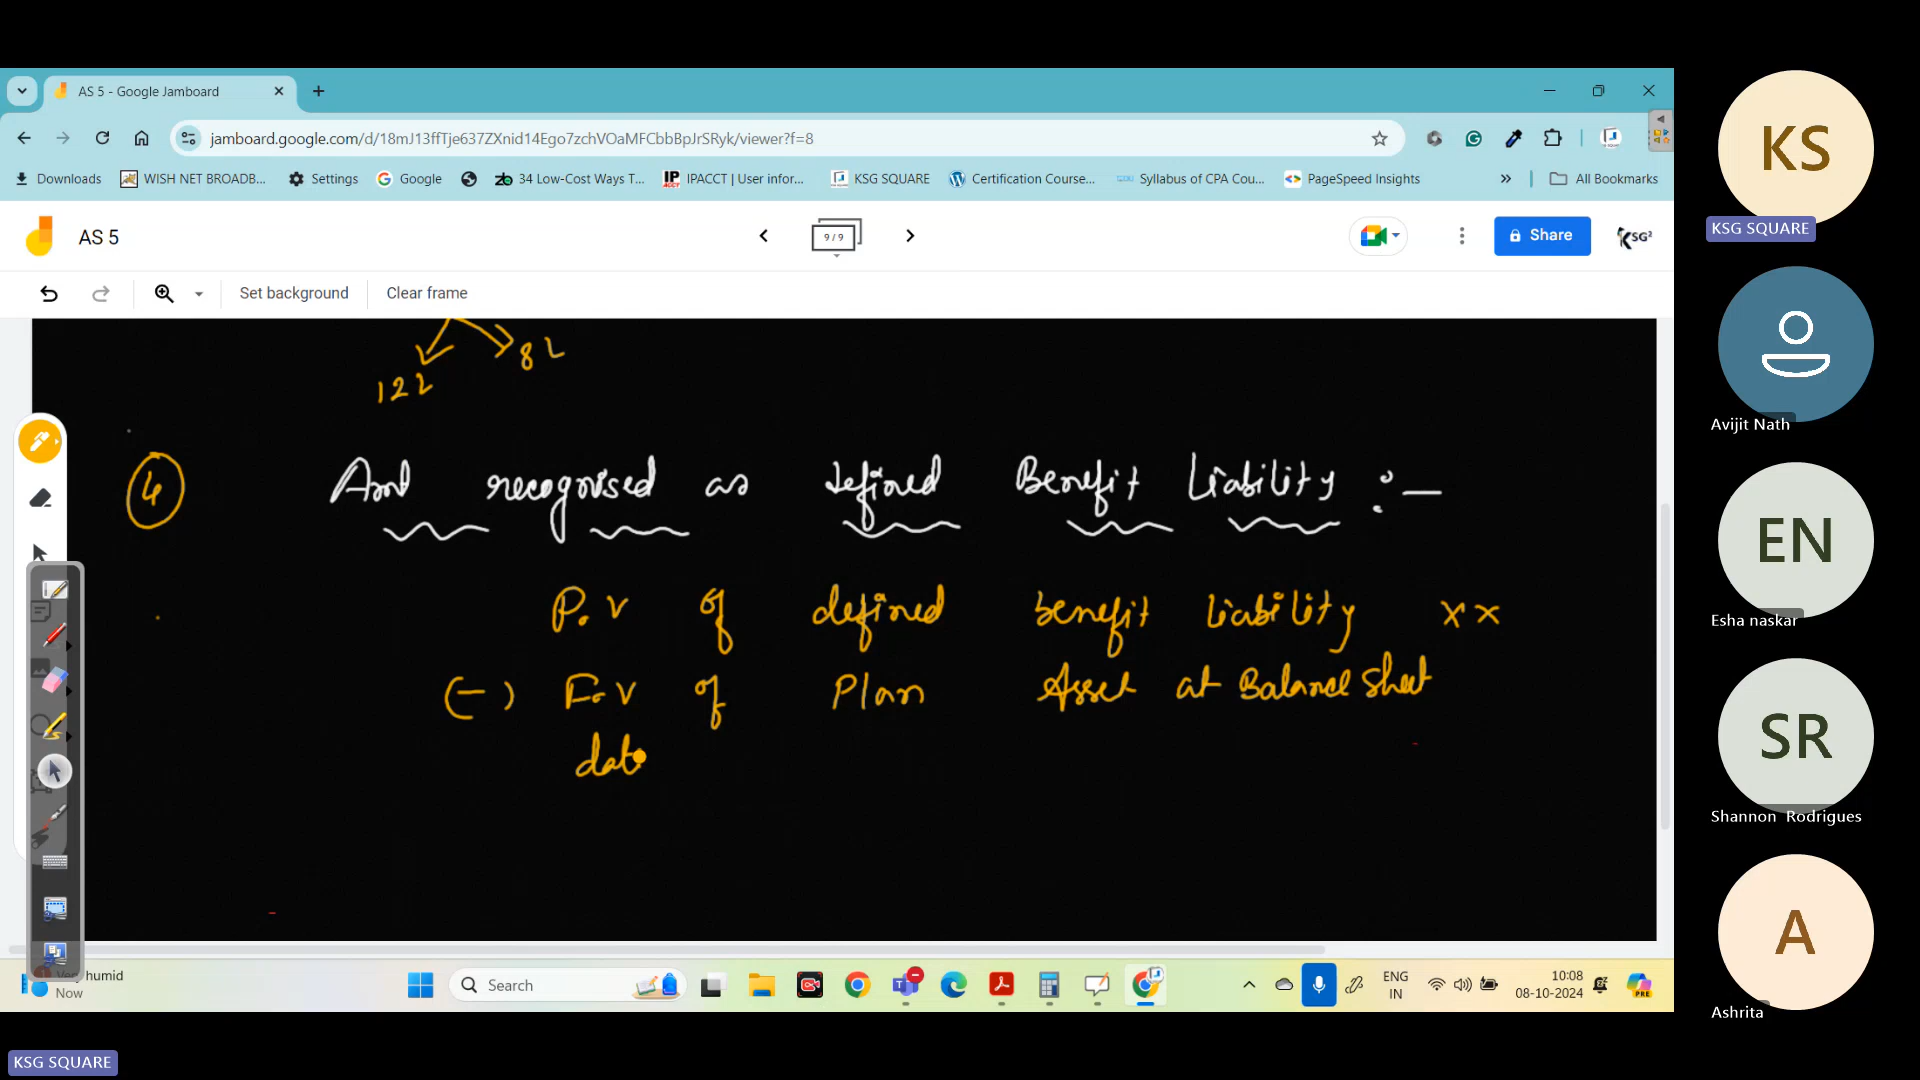 AS 5 - Google Jamboard
jamboard.google.com/d/18mJ13ffTje637ZXnid14Ego7zchVOaMFCbbBpJrSRyk/viewer?f=8
Downloads WISH NET BROADB... Settings Google 34 Low-Cost Ways T... IPACCT | User infor... KSG SQUARE Certification Course... Syllabus of CPA Cou... PageSpeed Insights » All Bookmarks
AS 5 9 / 9 Share KSG²
Set background Clear frame
12L 8L
4 Amt recognised as defined Benefit Liability :-
P.V of defined benefit liability xx
(-) F.V of Plan Asset at Balance Sheet
date
humid
Now
Search
ENG
IN
10:08
08-10-2024
KSG SQUARE
KS
KSG SQUARE
Avijit Nath
EN
Esha naskar
SR
Shannon Rodrigues
A
Ashrita